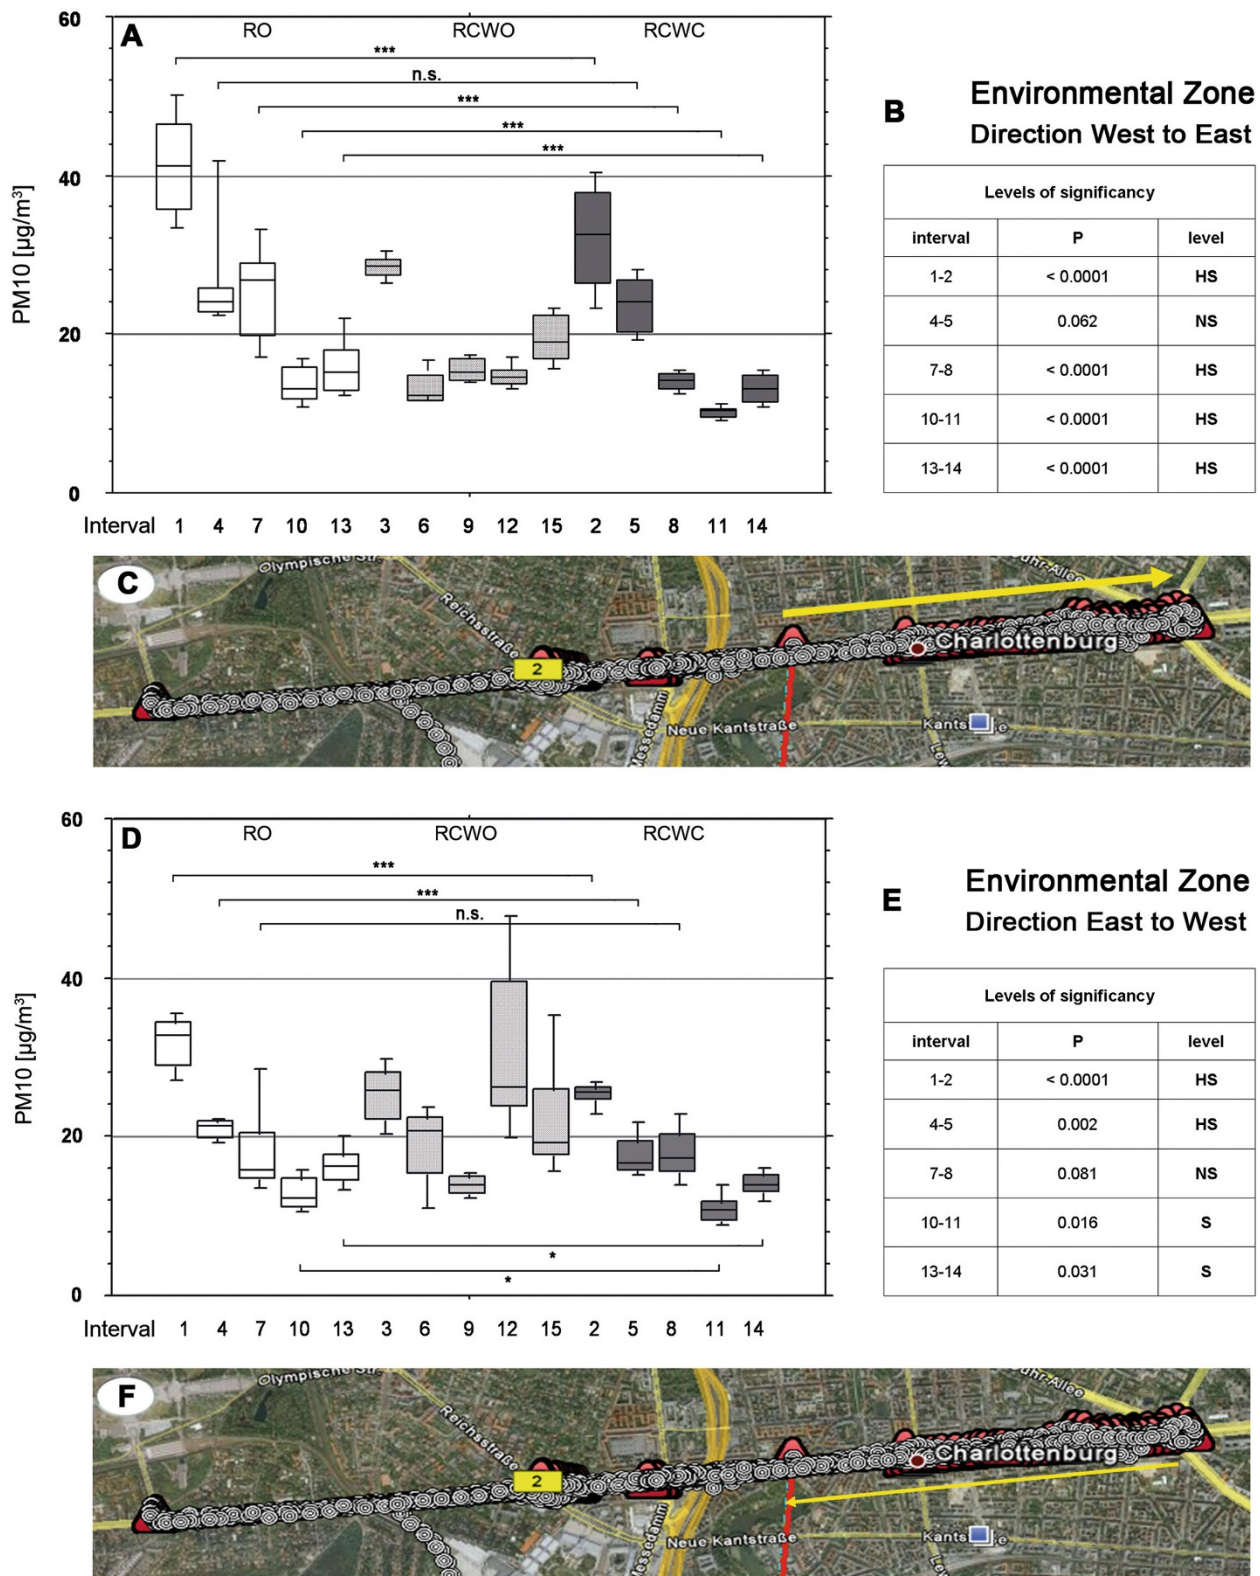 A
RO RCWO RCWC
***
n.s.
***
***
***
60
40
20
0
PM10 [µg/m³]
Interval 1 4 7 10 13 3 6 9 12 15 2 5 8 11 14
B
Environmental Zone
Direction West to East
Levels of significancy
interval P level
1-2 < 0.0001 HS
4-5 0.062 NS
7-8 < 0.0001 HS
10-11 < 0.0001 HS
13-14 < 0.0001 HS
C
Olympische Str.
Reichsstraße
2
Messedamm
Neue Kantstraße
Charlottenburg
uhr-Allee
Kants e
Lew
D
RO RCWO RCWC
***
***
n.s.
*
*
60
40
20
0
PM10 [µg/m³]
Interval 1 4 7 10 13 3 6 9 12 15 2 5 8 11 14
E
Environmental Zone
Direction East to West
Levels of significancy
interval P level
1-2 < 0.0001 HS
4-5 0.002 HS
7-8 0.081 NS
10-11 0.016 S
13-14 0.031 S
F
Olympische Str.
Reichsstraße
2
Messedamm
Neue Kantstraße
Charlottenburg
uhr-Allee
Kants e
Lew